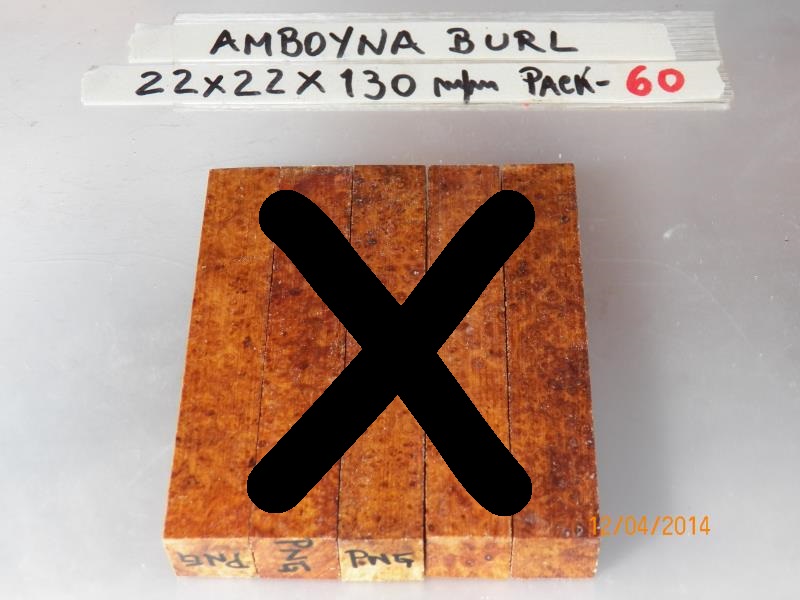 AMBOYNA BURL
22x22x130 m/m PACK- 60
12/04/2014
PNG PNG PNG